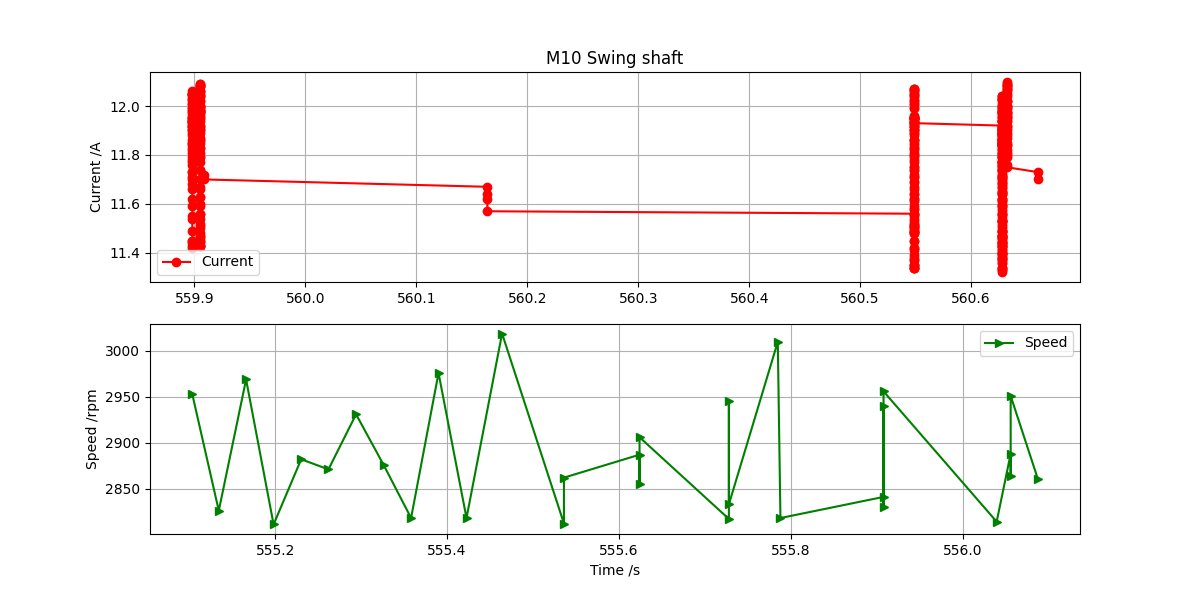 M10 Swing shaft
Current /A
12.0
11.8
11.6
11.4
Current
559.9 560.0 560.1 560.2 560.3 560.4 560.5 560.6
Speed /rpm
3000
2950
2900
2850
Speed
555.2 555.4 555.6 555.8 556.0
Time /s